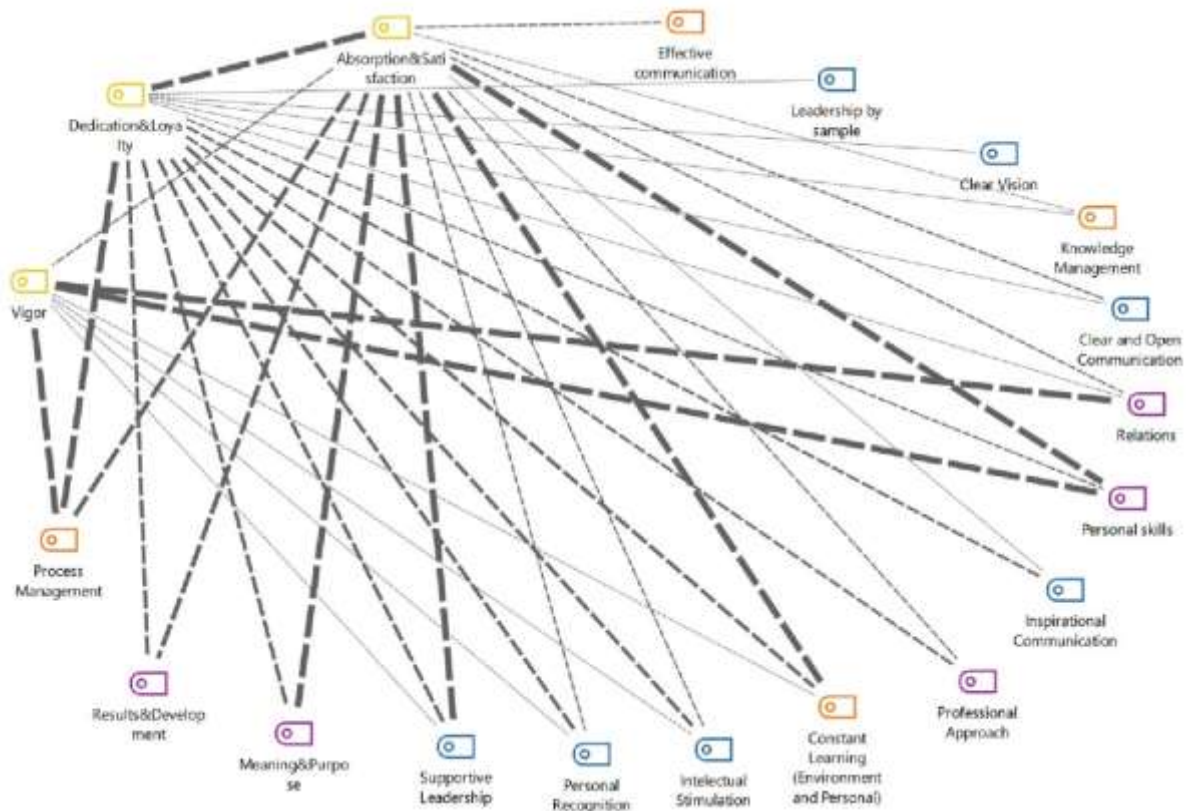 Absorption&Sati
sfaction
Effective
communication
Dedication&Loya
lty
Leadership by
sample
Clear Vision
Knowledge
Management
Vigor
Clear and Open
Communication
Relations
Personal skills
Process
Management
Inspirational
Communication
Results&Develop
ment
Meaning&Purpo
se
Supportive
Leadership
Personal
Recognition
Intelectual
Stimulation
Constant
Learning
(Environment
and Personal)
Professional
Approach